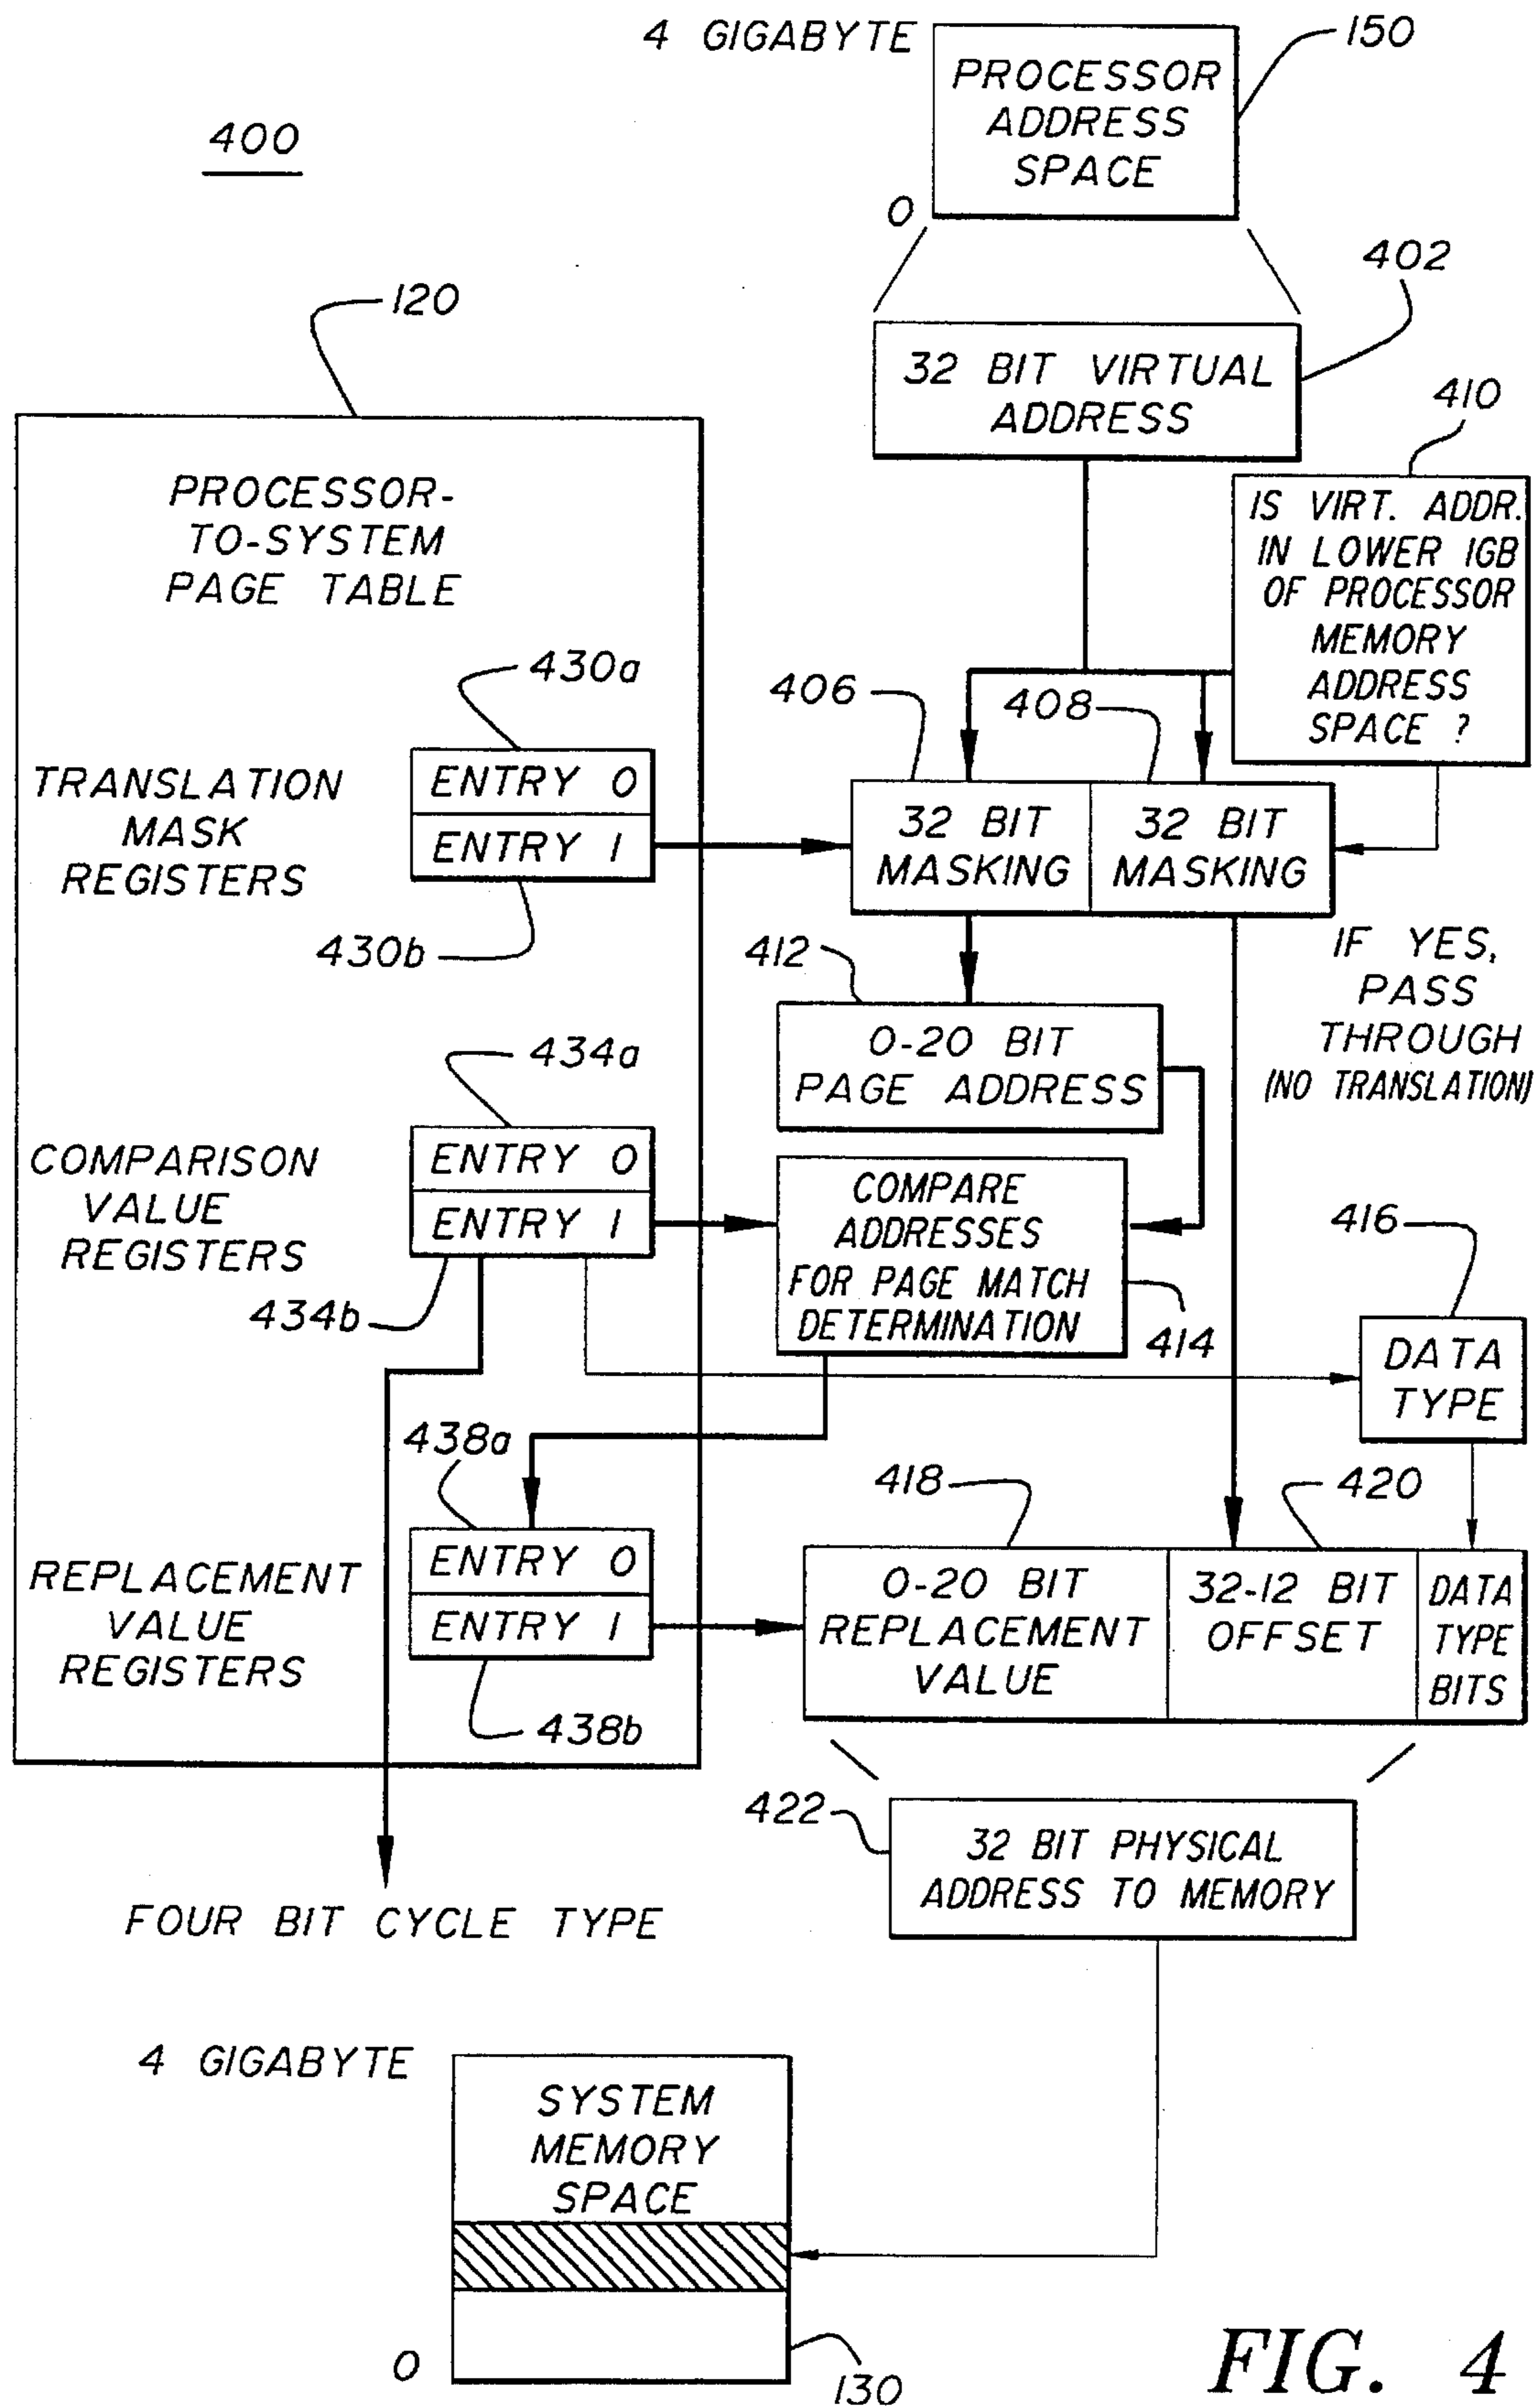 4 GIGABYTE
PROCESSOR
ADDRESS
SPACE
150
0
400
402
32 BIT VIRTUAL
ADDRESS
120
410
IS VIRT. ADDR.
IN LOWER 1GB
OF PROCESSOR
MEMORY
ADDRESS
SPACE ?
PROCESSOR-
TO-SYSTEM
PAGE TABLE
430a
406
408
TRANSLATION
MASK
REGISTERS
ENTRY 0
ENTRY 1
32 BIT
MASKING
32 BIT
MASKING
430b
412
IF YES,
PASS
THROUGH
(NO TRANSLATION)
0-20 BIT
PAGE ADDRESS
434a
COMPARISON
VALUE
REGISTERS
ENTRY 0
ENTRY 1
COMPARE
ADDRESSES
FOR PAGE MATCH
DETERMINATION
416
434b
414
DATA
TYPE
438a
418
420
REPLACEMENT
VALUE
REGISTERS
ENTRY 0
ENTRY 1
0-20 BIT
REPLACEMENT
VALUE
32-12 BIT
OFFSET
DATA
TYPE
BITS
438b
422
32 BIT PHYSICAL
ADDRESS TO MEMORY
FOUR BIT CYCLE TYPE
4 GIGABYTE
SYSTEM
MEMORY
SPACE
0
130
FIG. 4